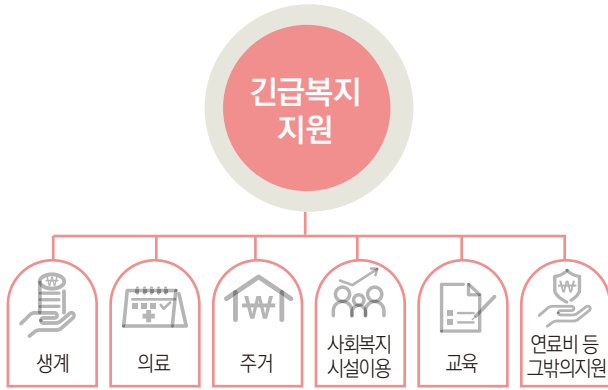 긴급복지
지원
생계
의료
주거
사회복지
시설이용
교육
연료비 등
그밖의지원